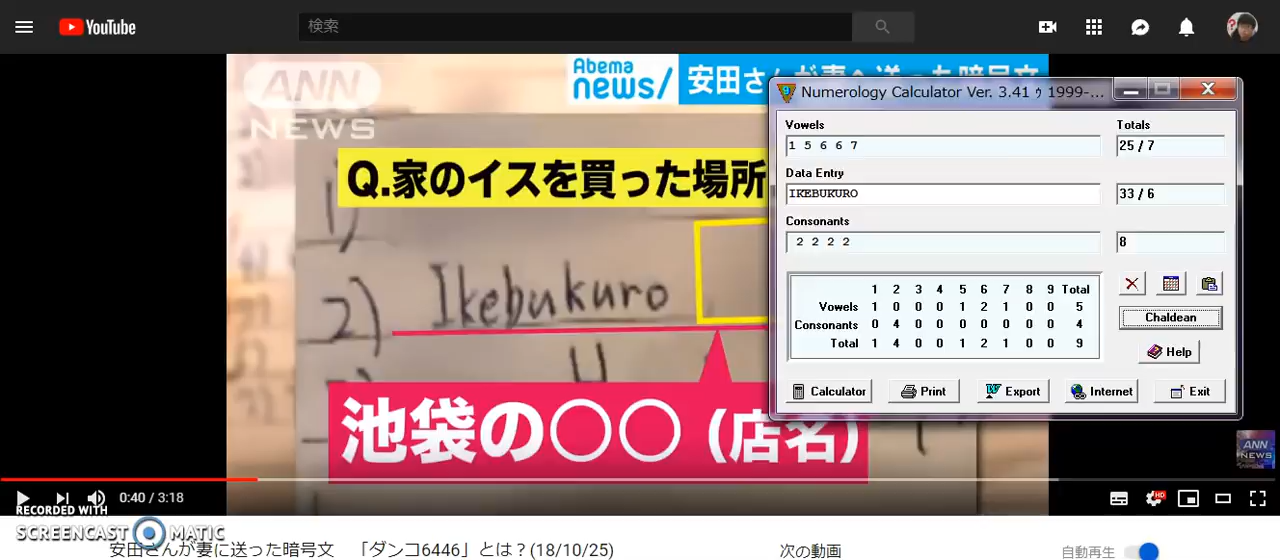 YouTube
検索
ANN
NEWS
Abema
news/
安田さんが妻へ送った暗号文
Q.家のイスを買った場所
1)
2) Ikebukuro
池袋の〇〇(店名)
Numerology Calculator Ver. 3.41 ｩ 1999-...
Vowels Totals
1 5 6 6 7 25 / 7
Data Entry
IKEBUKURO 33 / 6
Consonants
2 2 2 2 8
1 2 3 4 5 6 7 8 9 Total
Vowels 1 0 0 0 1 2 1 0 0 5
Consonants 0 4 0 0 0 0 0 0 0 4
Total 1 4 0 0 1 2 1 0 0 9
Chaldean
Help
Calculator Print Export Internet Exit
ANN
NEWS
0:40 / 3:18
HD
RECORDED WITH
SCREENCAST MATIC
安田さんが妻に送った暗号文 「ダンコ6446」とは?(18/10/25)
次の動画
自動再生